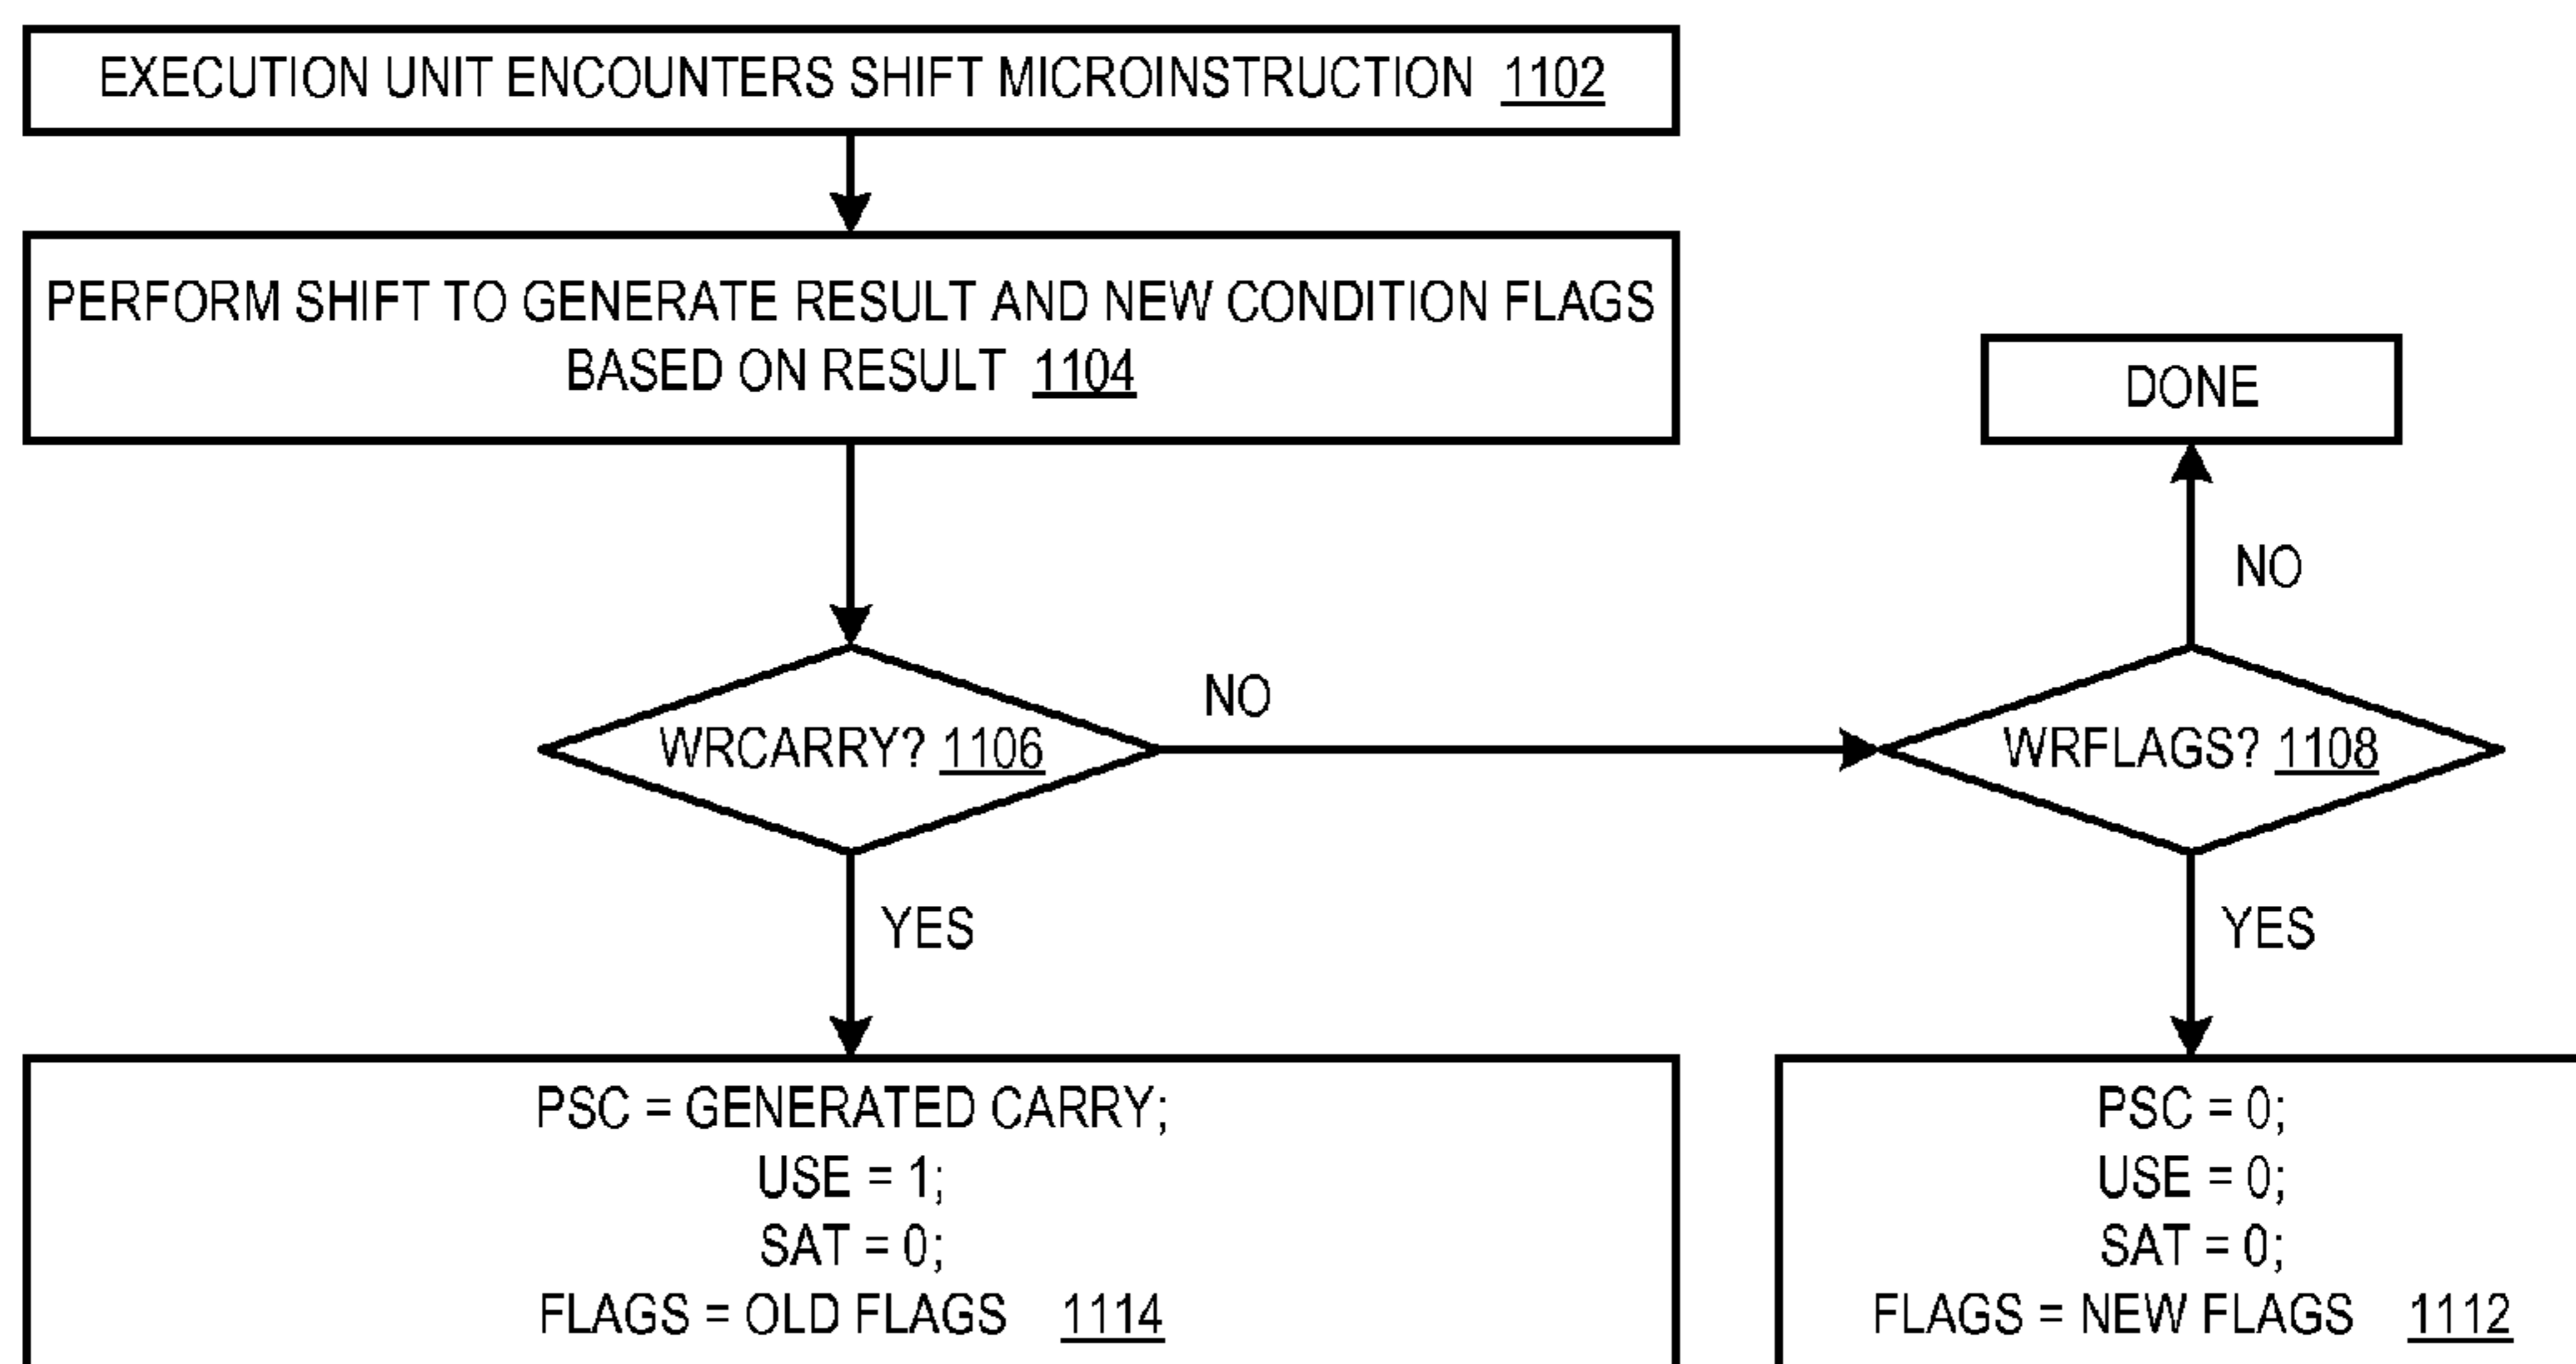 EXECUTION UNIT ENCOUNTERS SHIFT MICROINSTRUCTION 1102
PERFORM SHIFT TO GENERATE RESULT AND NEW CONDITION FLAGS
BASED ON RESULT 1104
DONE
NO
NO
WRCARRY? 1106
WRFLAGS? 1108
YES
YES
PSC = GENERATED CARRY;
USE = 1;
SAT = 0;
FLAGS = OLD FLAGS 1114
PSC = 0;
USE = 0;
SAT = 0;
FLAGS = NEW FLAGS 1112